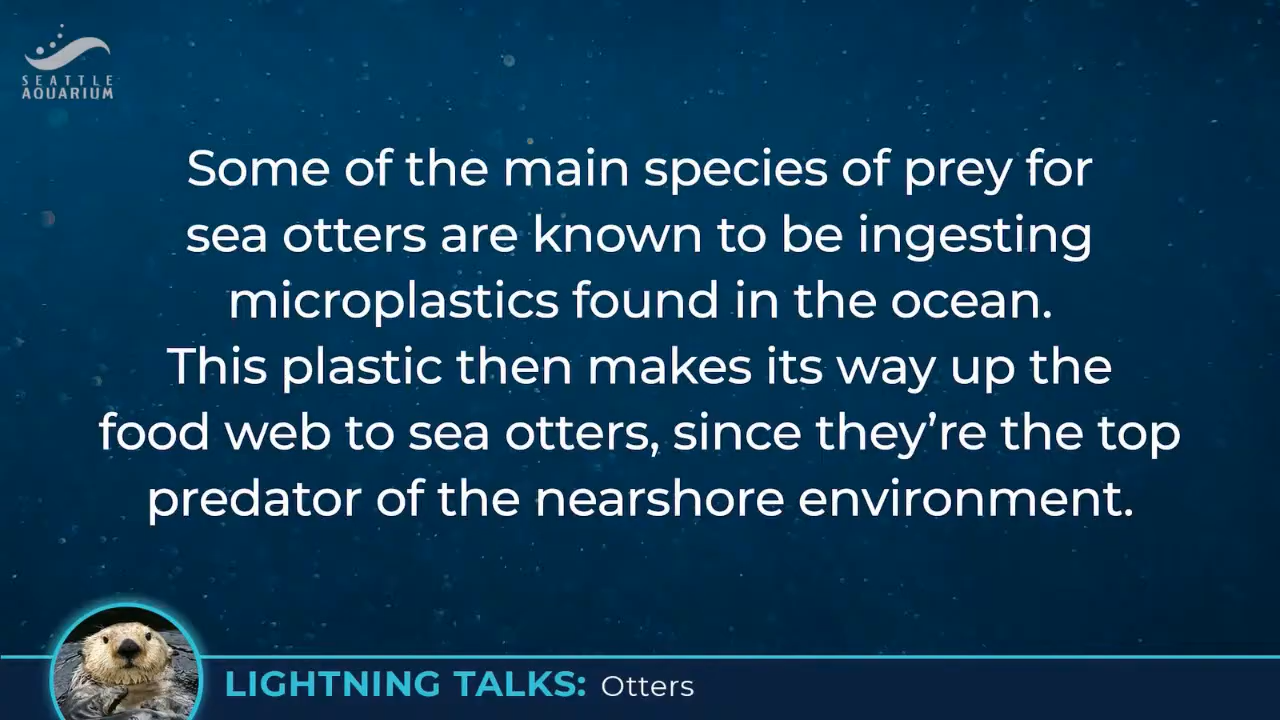 SEATTLE
AQUARIUM
Some of the main species of prey for
sea otters are known to be ingesting
microplastics found in the ocean.
This plastic then makes its way up the
food web to sea otters, since they’re the top
predator of the nearshore environment.
LIGHTNING TALKS: Otters